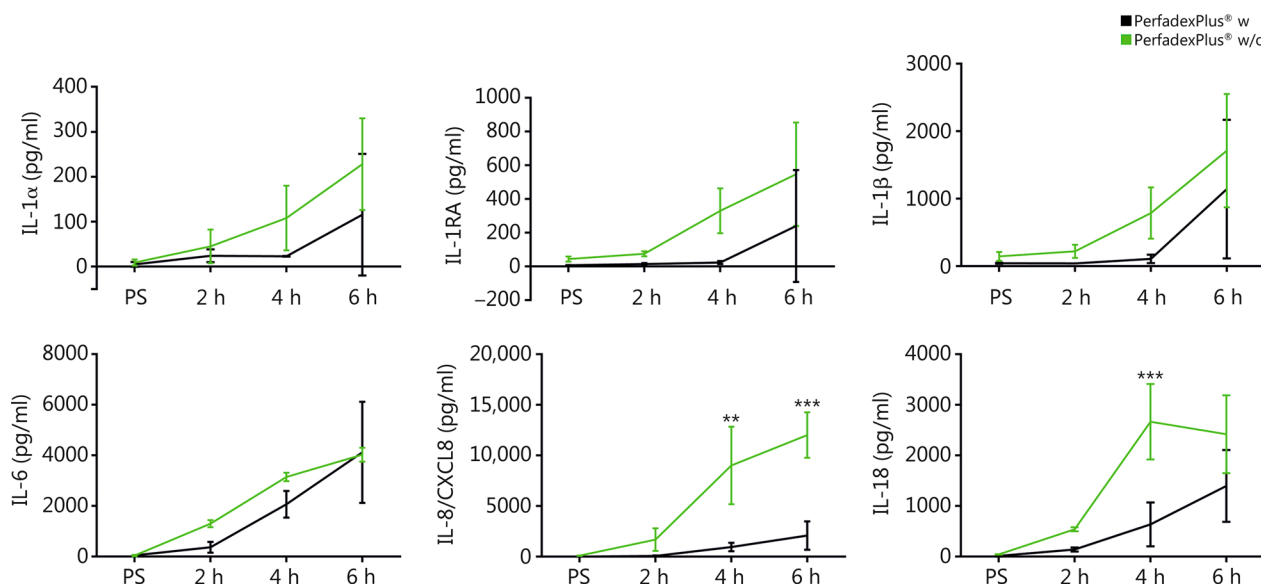 PerfadexPlus® w
PerfadexPlus® w/o
IL-1α (pg/ml)
400
300
200
100
0
PS 2 h 4 h 6 h
IL-1RA (pg/ml)
1000
800
600
400
200
0
−200
PS 2 h 4 h 6 h
IL-1β (pg/ml)
3000
2000
1000
0
PS 2 h 4 h 6 h
IL-6 (pg/ml)
8000
6000
4000
2000
0
PS 2 h 4 h 6 h
IL-8/CXCL8 (pg/ml)
20,000
15,000
10,000
5000
0
**
***
PS 2 h 4 h 6 h
IL-18 (pg/ml)
4000
3000
2000
1000
0
***
PS 2 h 4 h 6 h